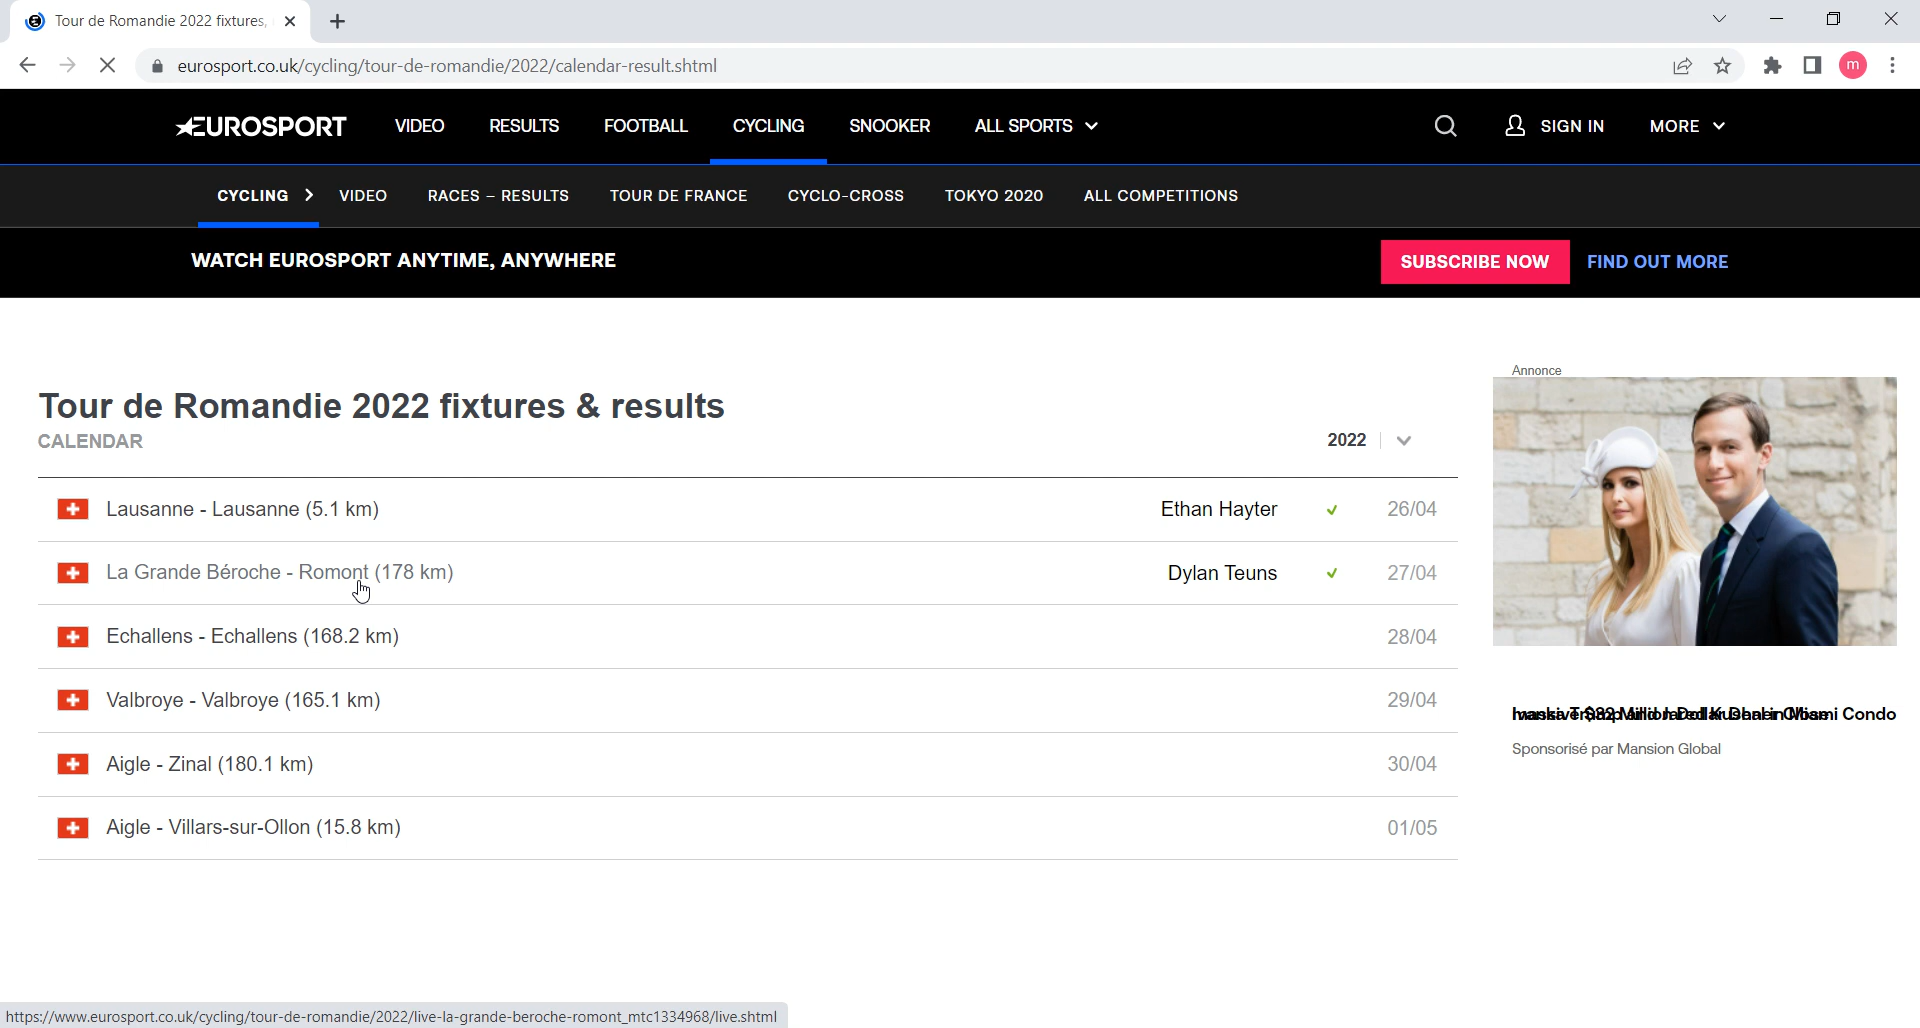 Tour de Romandie 2022 fixtures,
eurosport.co.uk/cycling/tour-de-romandie/2022/calendar-result.shtml
m
EUROSPORT VIDEO RESULTS FOOTBALL CYCLING SNOOKER ALL SPORTS SIGN IN MORE
CYCLING VIDEO RACES – RESULTS TOUR DE FRANCE CYCLO-CROSS TOKYO 2020 ALL COMPETITIONS
WATCH EUROSPORT ANYTIME, ANYWHERE SUBSCRIBE NOW FIND OUT MORE
Tour de Romandie 2022 fixtures & results
CALENDAR
2022
Lausanne - Lausanne (5.1 km) Ethan Hayter 26/04
La Grande Béroche - Romont (178 km) Dylan Teuns 27/04
Echallens - Echallens (168.2 km) 28/04
Valbroye - Valbroye (165.1 km) 29/04
Aigle - Zinal (180.1 km) 30/04
Aigle - Villars-sur-Ollon (15.8 km) 01/05
Annonce
Condo
Sponsorisé par Mansion Global
https://www.eurosport.co.uk/cycling/tour-de-romandie/2022/live-la-grande-beroche-romont_mtc1334968/live.shtml